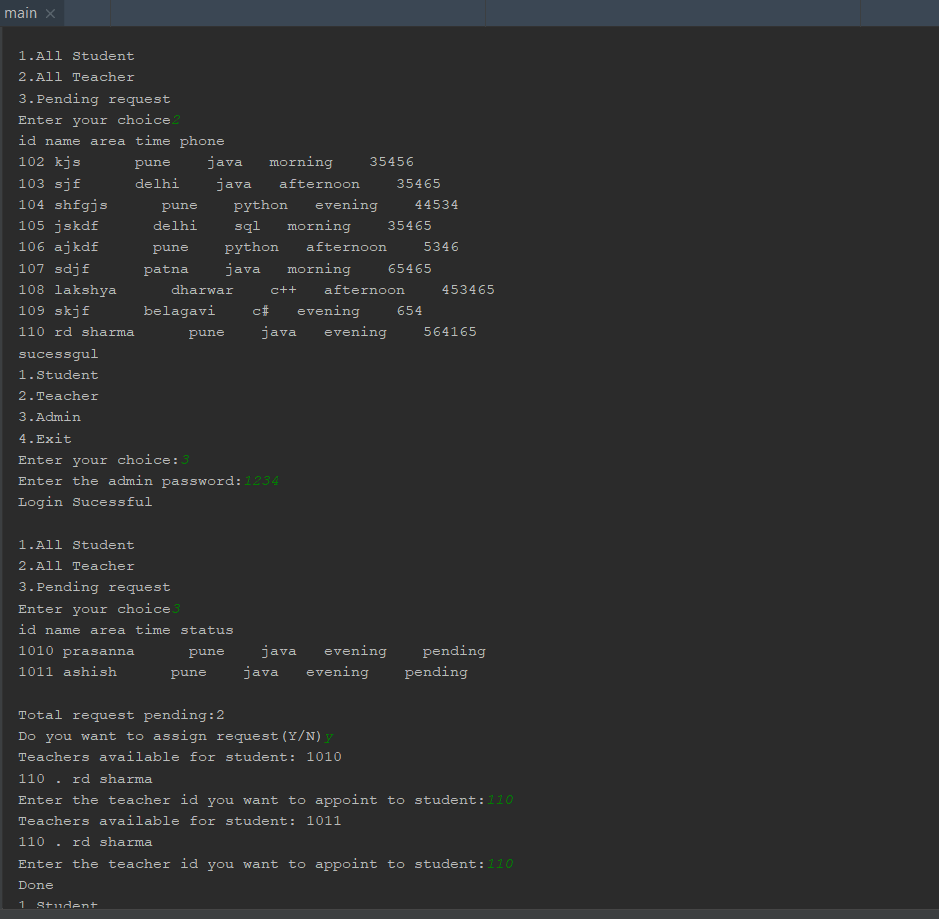 main
1.All Student
2.All Teacher
3.Pending request
Enter your choice2
id name area time phone
102 kjs      pune    java   morning    35456
103 sjf      delhi    java   afternoon    35465
104 shfgjs      pune    python   evening    44534
105 jskdf      delhi    sql   morning    35465
106 ajkdf      pune    python   afternoon    5346
107 sdjf      patna    java   morning    65465
108 lakshya      dharwar    c++   afternoon    453465
109 skjf      belagavi    c#   evening    654
110 rd sharma      pune    java   evening    564165
sucessgul
1.Student
2.Teacher
3.Admin
4.Exit
Enter your choice:3
Enter the admin password:1234
Login Sucessful
1.All Student
2.All Teacher
3.Pending request
Enter your choice3
id name area time status
1010 prasanna      pune    java   evening    pending
1011 ashish      pune    java   evening    pending
Total request pending:2
Do you want to assign request(Y/N)y
Teachers available for student: 1010
110 . rd sharma
Enter the teacher id you want to appoint to student:110
Teachers available for student: 1011
110 . rd sharma
Enter the teacher id you want to appoint to student:110
Done
1.Student